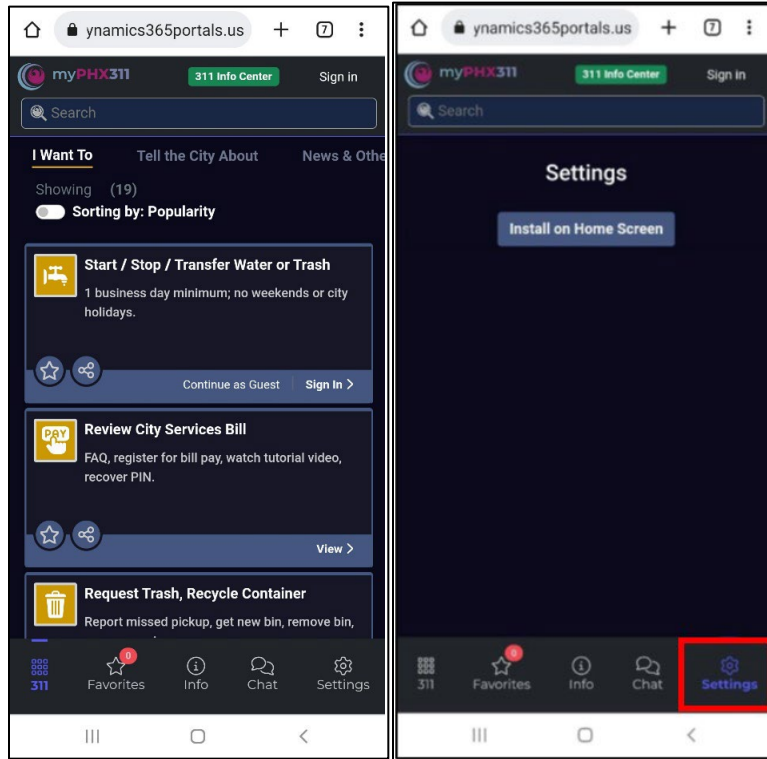 ynamics365portals.us
7
myPHX311
311 Info Center
Sign in
Search
I Want To
Tell the City About
News & Othe
Showing (19)
Sorting by: Popularity
Start / Stop / Transfer Water or Trash
1 business day minimum; no weekends or city
holidays.
Continue as Guest
Sign In >
PAY
Review City Services Bill
FAQ, register for bill pay, watch tutorial video,
recover PIN.
View >
Request Trash, Recycle Container
Report missed pickup, get new bin, remove bin,
0
311
Favorites
Info
Chat
Settings
ynamics365portals.us
7
myPHX311
311 Info Center
Sign in
Search
Settings
Install on Home Screen
0
311
Favorites
Info
Chat
Settings